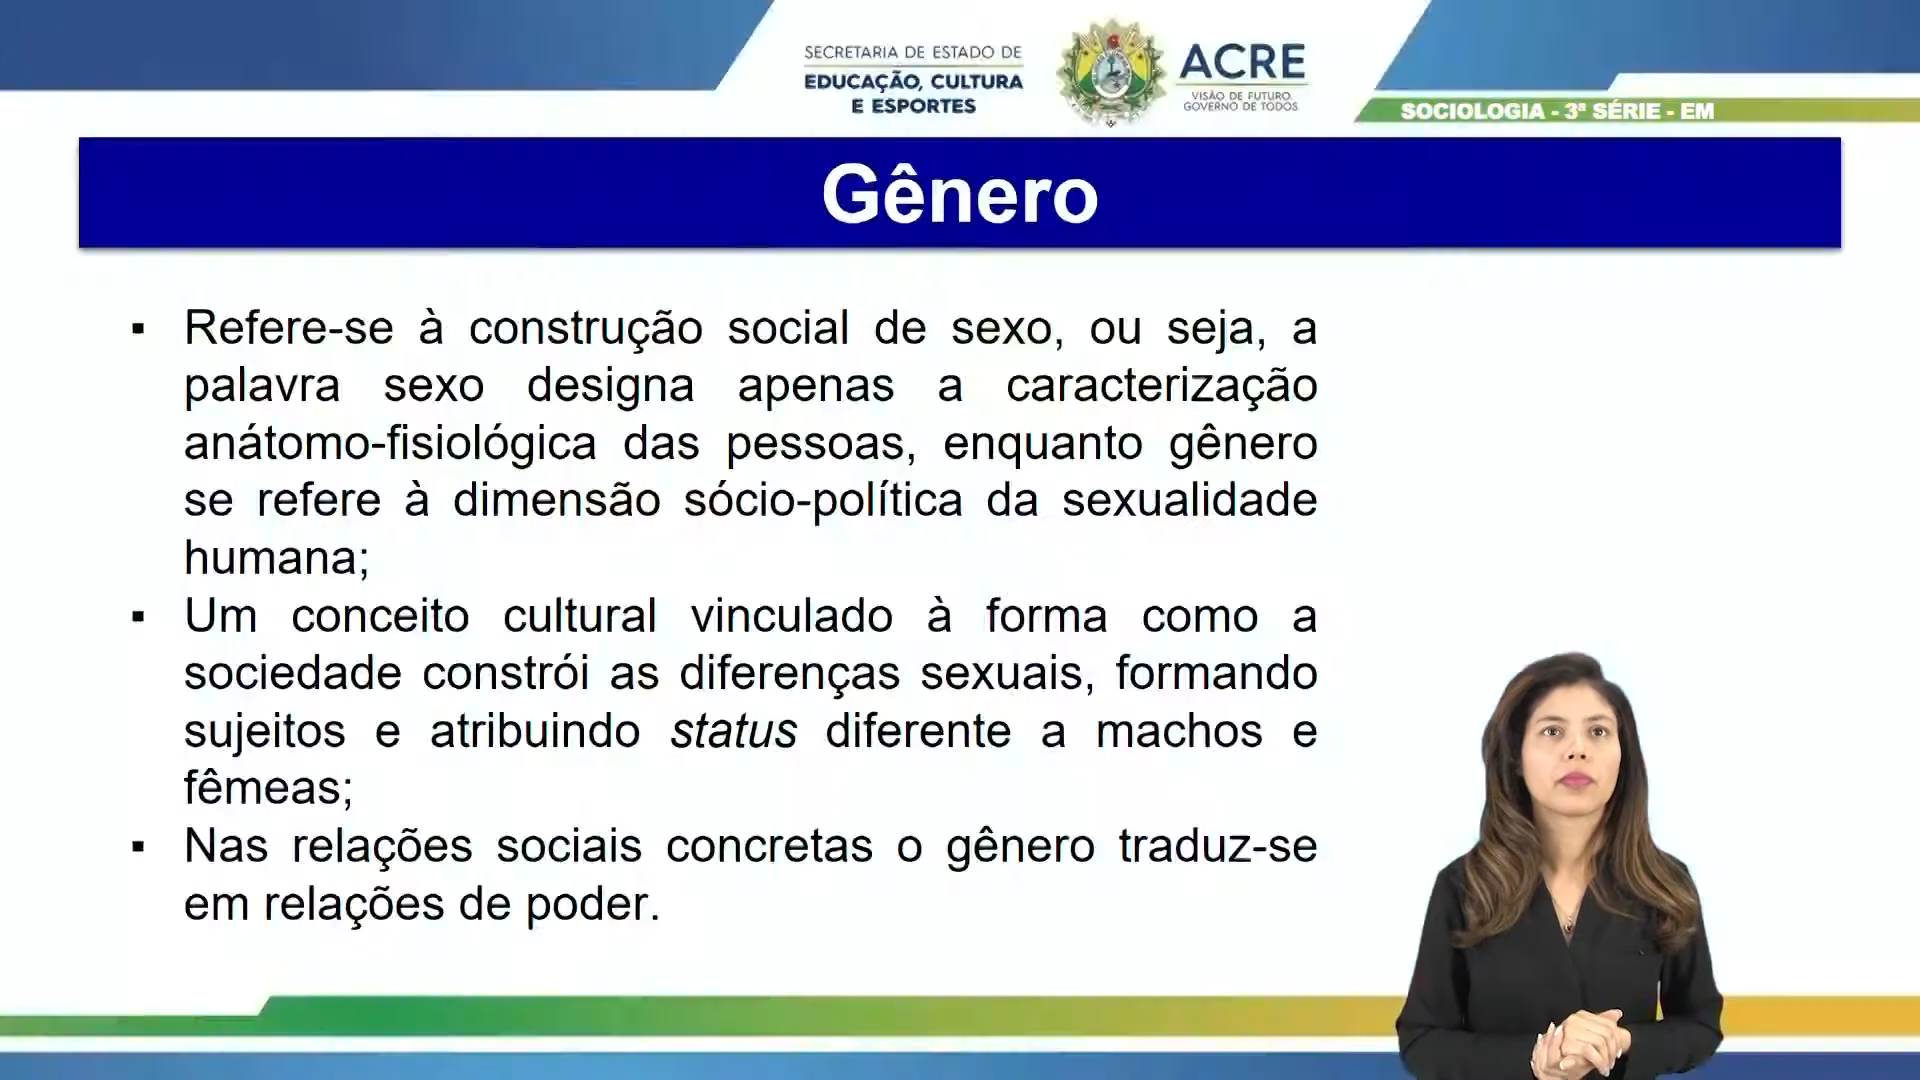 SECRETARIA DE ESTADO DE
EDUCAÇÃO, CULTURA
E ESPORTES
ACRE
VISÃO DE FUTURO.
GOVERNO DE TODOS
SOCIOLOGIA - 3ª SÉRIE - EM
Gênero
▪ Refere-se à construção social de sexo, ou seja, a
palavra sexo designa apenas a caracterização
anátomo-fisiológica das pessoas, enquanto gênero
se refere à dimensão sócio-política da sexualidade
humana;
▪ Um conceito cultural vinculado à forma como a
sociedade constrói as diferenças sexuais, formando
sujeitos e atribuindo status diferente a machos e
fêmeas;
▪ Nas relações sociais concretas o gênero traduz-se
em relações de poder.